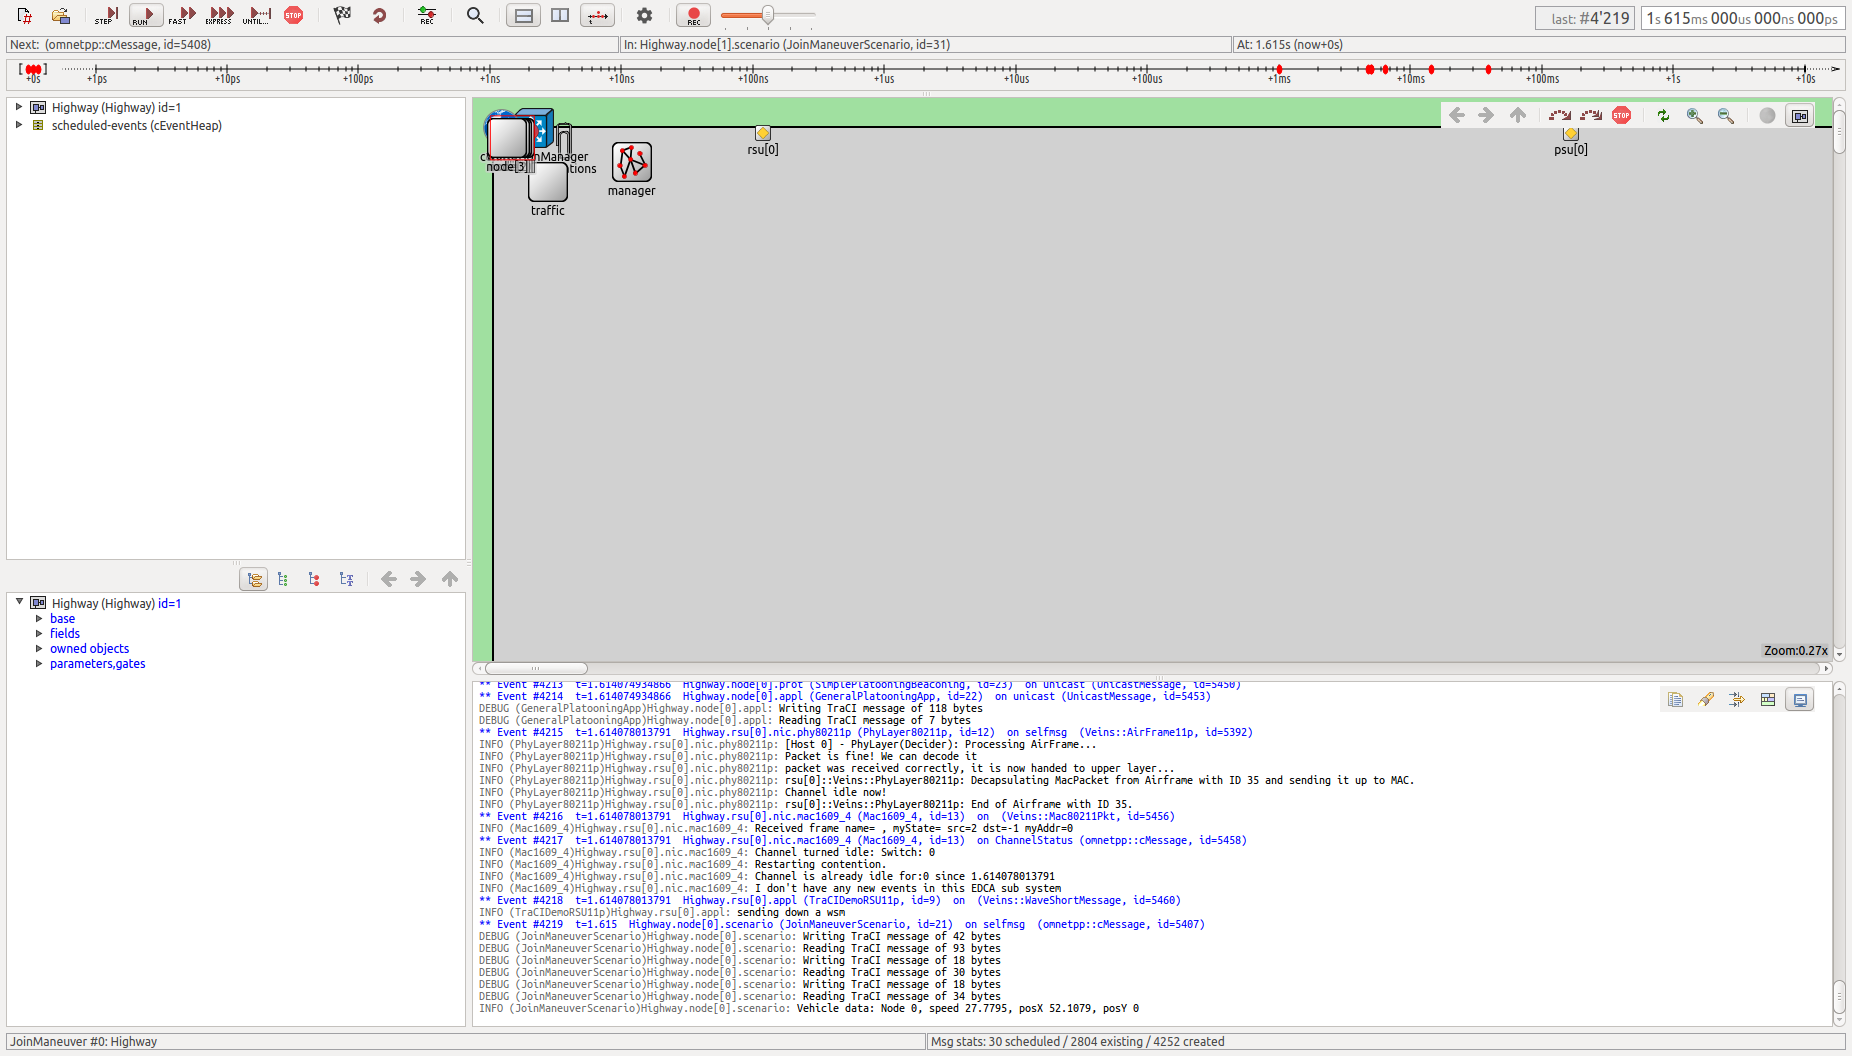 STEP RUN FAST EXPRESS UNTIL... STOP REC REC last: #4'219 1s 615ms 000us 000ns 000ps
Next: (omnetpp::cMessage, id=5408) In: Highway.node[1].scenario (JoinManeuverScenario, id=31) At: 1.615s (now+0s)
+0s +1ps +10ps +100ps +1ns +10ns +100ns +1us +10us +100us +1ms +10ms +100ms +1s +10s
Highway (Highway) id=1
scheduled-events (cEventHeap)
STOP
rsu[0]
psu[0]
node[3]
manager
traffic
Zoom:0.27x
Highway (Highway) id=1
base
fields
owned objects
parameters,gates
** Event #4213 t=1.614074934866 Highway.node[0].prot (SimplePlatooningBeaconing, id=23) on unicast (UnicastMessage, id=5450)
** Event #4214 t=1.614074934866 Highway.node[0].appl (GeneralPlatooningApp, id=22) on unicast (UnicastMessage, id=5453)
DEBUG (GeneralPlatooningApp)Highway.node[0].appl: Writing TraCI message of 118 bytes
DEBUG (GeneralPlatooningApp)Highway.node[0].appl: Reading TraCI message of 7 bytes
** Event #4215 t=1.614078013791 Highway.rsu[0].nic.phy80211p (PhyLayer80211p, id=12) on selfmsg (Veins::AirFrame11p, id=5392)
INFO (PhyLayer80211p)Highway.rsu[0].nic.phy80211p: [Host 0] - PhyLayer(Decider): Processing AirFrame...
INFO (PhyLayer80211p)Highway.rsu[0].nic.phy80211p: Packet is fine! We can decode it
INFO (PhyLayer80211p)Highway.rsu[0].nic.phy80211p: packet was received correctly, it is now handed to upper layer...
INFO (PhyLayer80211p)Highway.rsu[0].nic.phy80211p: rsu[0]::Veins::PhyLayer80211p: Decapsulating MacPacket from Airframe with ID 35 and sending it up to MAC.
INFO (PhyLayer80211p)Highway.rsu[0].nic.phy80211p: Channel idle now!
INFO (PhyLayer80211p)Highway.rsu[0].nic.phy80211p: rsu[0]::Veins::PhyLayer80211p: End of Airframe with ID 35.
** Event #4216 t=1.614078013791 Highway.rsu[0].nic.mac1609_4 (Mac1609_4, id=13) on (Veins::Mac80211Pkt, id=5456)
INFO (Mac1609_4)Highway.rsu[0].nic.mac1609_4: Received frame name= , myState= src=2 dst=-1 myAddr=0
** Event #4217 t=1.614078013791 Highway.rsu[0].nic.mac1609_4 (Mac1609_4, id=13) on ChannelStatus (omnetpp::cMessage, id=5458)
INFO (Mac1609_4)Highway.rsu[0].nic.mac1609_4: Channel turned idle: Switch: 0
INFO (Mac1609_4)Highway.rsu[0].nic.mac1609_4: Restarting contention.
INFO (Mac1609_4)Highway.rsu[0].nic.mac1609_4: Channel is already idle for:0 since 1.614078013791
INFO (Mac1609_4)Highway.rsu[0].nic.mac1609_4: I don't have any new events in this EDCA sub system
** Event #4218 t=1.614078013791 Highway.rsu[0].appl (TraCIDemoRSU11p, id=9) on (Veins::WaveShortMessage, id=5460)
INFO (TraCIDemoRSU11p)Highway.rsu[0].appl: sending down a wsm
** Event #4219 t=1.615 Highway.node[0].scenario (JoinManeuverScenario, id=21) on selfmsg (omnetpp::cMessage, id=5407)
DEBUG (JoinManeuverScenario)Highway.node[0].scenario: Writing TraCI message of 42 bytes
DEBUG (JoinManeuverScenario)Highway.node[0].scenario: Reading TraCI message of 93 bytes
DEBUG (JoinManeuverScenario)Highway.node[0].scenario: Writing TraCI message of 18 bytes
DEBUG (JoinManeuverScenario)Highway.node[0].scenario: Reading TraCI message of 30 bytes
DEBUG (JoinManeuverScenario)Highway.node[0].scenario: Writing TraCI message of 18 bytes
DEBUG (JoinManeuverScenario)Highway.node[0].scenario: Reading TraCI message of 34 bytes
INFO (JoinManeuverScenario)Highway.node[0].scenario: Vehicle data: Node 0, speed 27.7795, posX 52.1079, posY 0
JoinManeuver #0: Highway Msg stats: 30 scheduled / 2804 existing / 4252 created